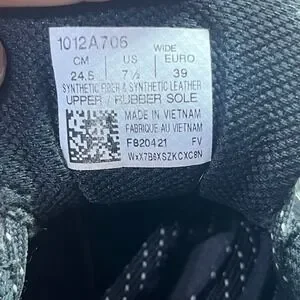 1012A706 WIDE
CM US EURO
24.5 7½ 39
SYNTHETIC FIBER & SYNTHETIC LEATHER
UPPER / RUBBER SOLE
MADE IN VIETNAM
FABRIQUE AU VIETNAM
F820421 FV
WxX7B6XSZKCXC8N